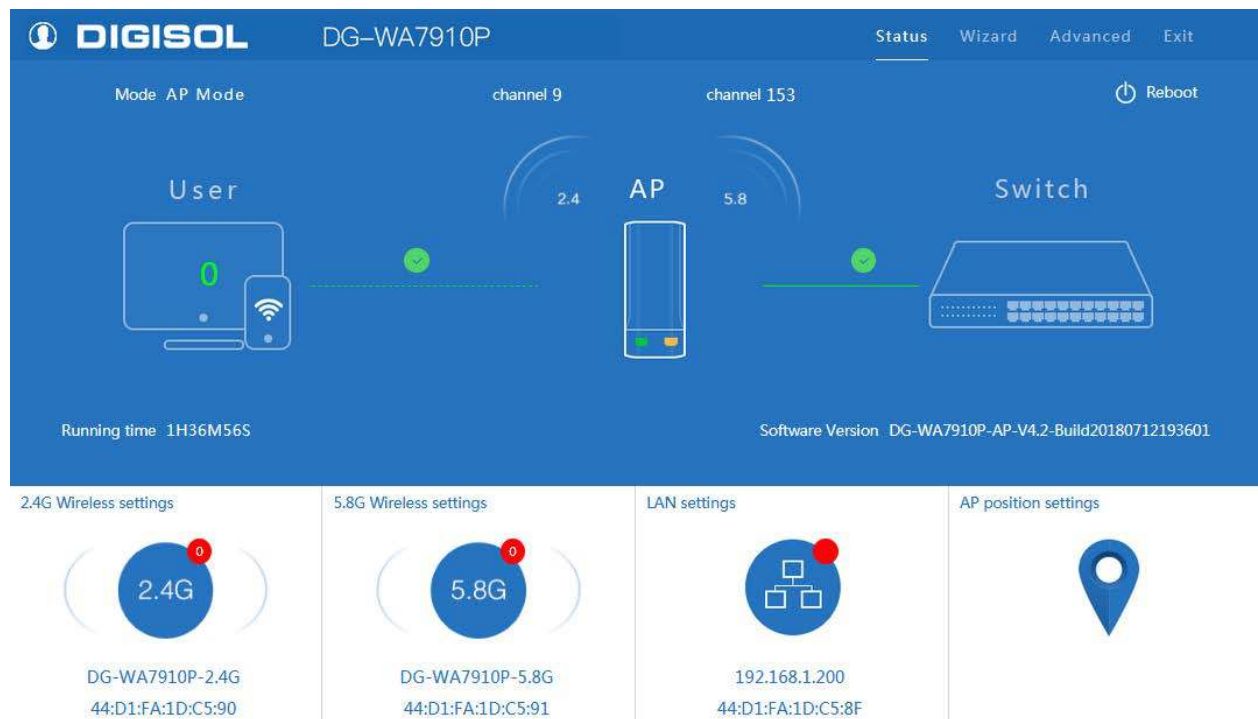 DIGISOL DG–WA7910P Status Wizard Advanced Exit
Mode AP Mode channel 9 channel 153 Reboot
User 2.4 AP 5.8 Switch
0
Running time 1H36M56S Software Version DG-WA7910P-AP-V4.2-Build20180712193601
2.4G Wireless settings 5.8G Wireless settings LAN settings AP position settings
0 0
2.4G 5.8G
DG-WA7910P-2.4G DG-WA7910P-5.8G 192.168.1.200
44:D1:FA:1D:C5:90 44:D1:FA:1D:C5:91 44:D1:FA:1D:C5:8F